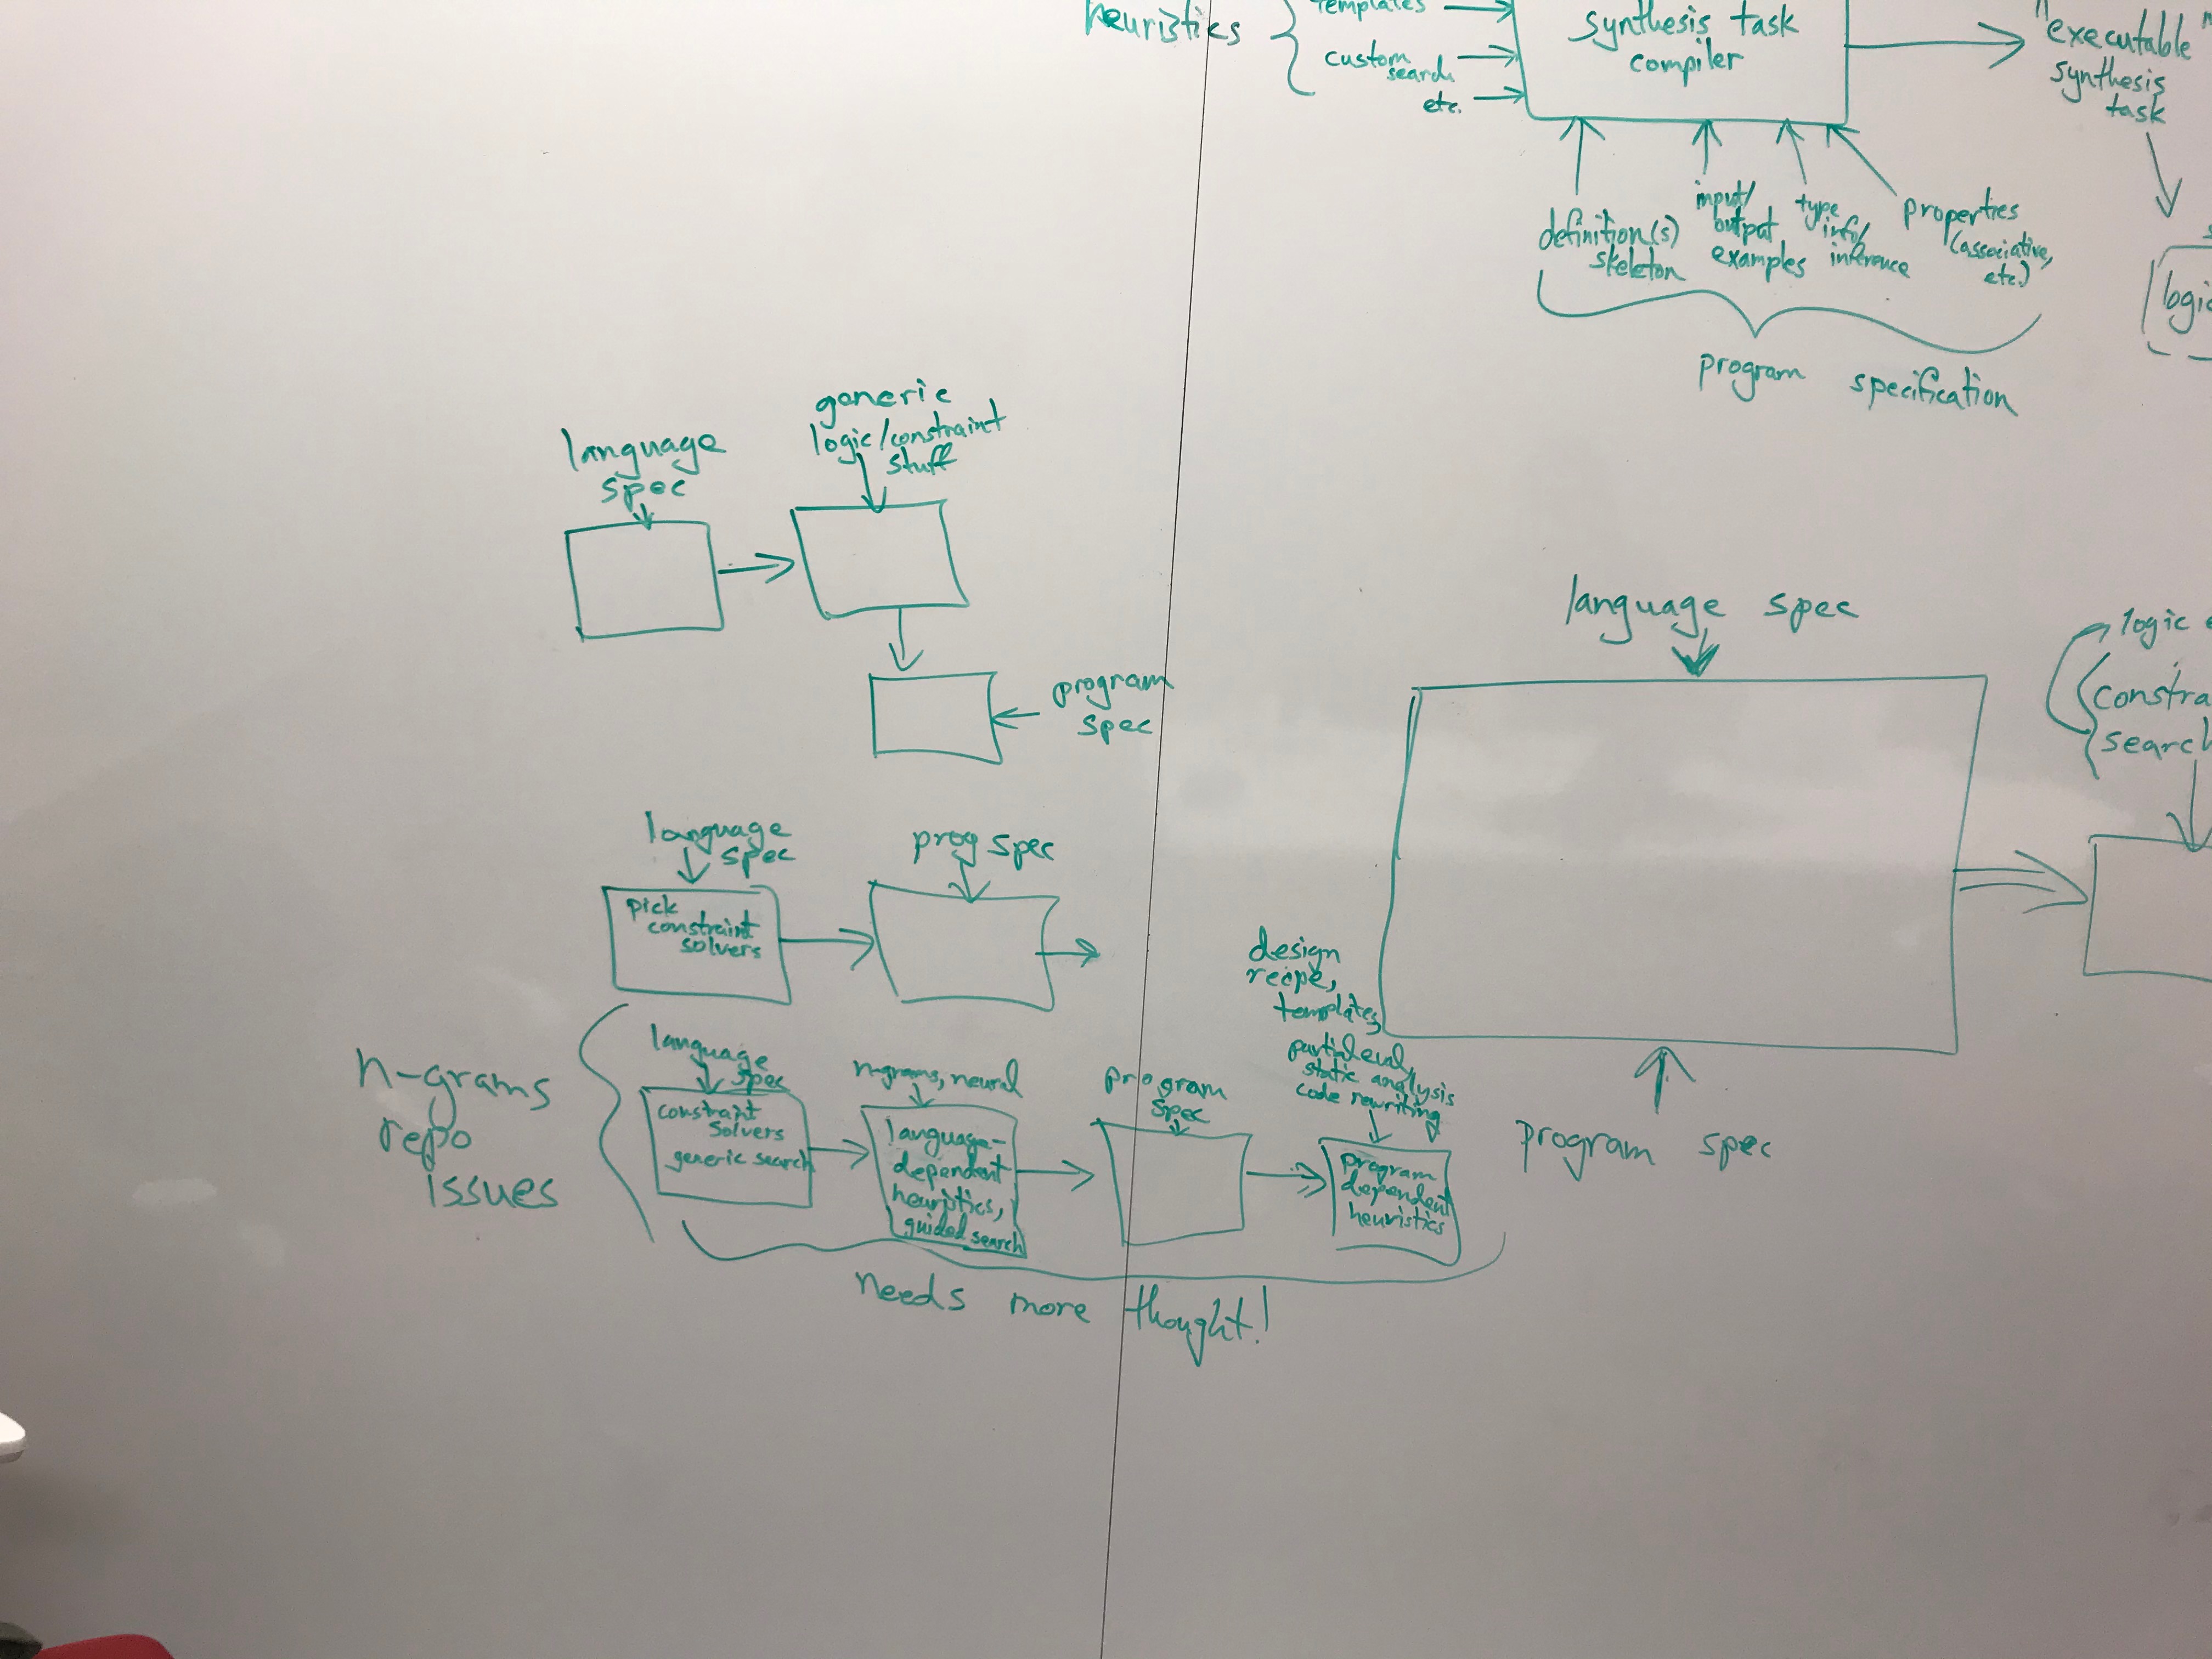 heuristics
templates
custom
search
etc.
synthesis task
compiler
"executable"
synthesis
task
definition(s)
skeleton
input/
output
examples
type
info/
inference
properties
(associative,
etc.)
program specification
language
spec
generic
logic/constraint
stuff
program
spec
language spec
constra
search
program spec
language
spec
pick
constraint
solvers
prog spec
n-grams
repo
issues
language
spec
constraint
solvers
generic search
n-grams, neural
language-
dependent
heuristics,
guided search
program
spec
design
recipe,
templates,
partial eval,
static analysis
code rewriting
program
dependent
heuristics
needs more thought!